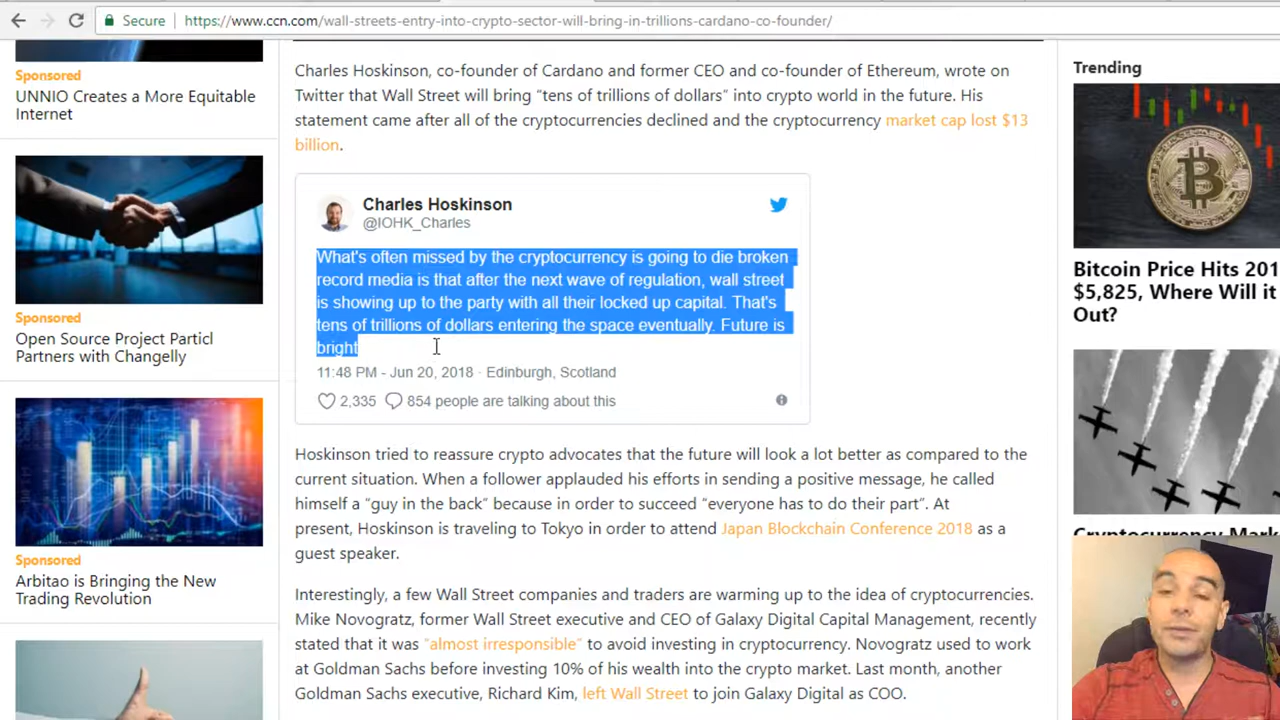 Secure
https://www.ccn.com/wall-streets-entry-into-crypto-sector-will-bring-in-trillions-cardano-co-founder/
Sponsored
UNNIO Creates a More Equitable
Internet
Sponsored
Open Source Project Particl
Partners with Changelly
Sponsored
Arbitao is Bringing the New
Trading Revolution
Charles Hoskinson, co-founder of Cardano and former CEO and co-founder of Ethereum, wrote on
Twitter that Wall Street will bring “tens of trillions of dollars” into crypto world in the future. His
statement came after all of the cryptocurrencies declined and the cryptocurrency market cap lost $13
billion.
Charles Hoskinson
@IOHK_Charles
What's often missed by the cryptocurrency is going to die broken
record media is that after the next wave of regulation, wall street
is showing up to the party with all their locked up capital. That's
tens of trillions of dollars entering the space eventually. Future is
bright
11:48 PM - Jun 20, 2018 · Edinburgh, Scotland
2,335
854 people are talking about this
Hoskinson tried to reassure crypto advocates that the future will look a lot better as compared to the
current situation. When a follower applauded his efforts in sending a positive message, he called
himself a “guy in the back” because in order to succeed “everyone has to do their part”. At
present, Hoskinson is traveling to Tokyo in order to attend Japan Blockchain Conference 2018 as a
guest speaker.
Interestingly, a few Wall Street companies and traders are warming up to the idea of cryptocurrencies.
Mike Novogratz, former Wall Street executive and CEO of Galaxy Digital Capital Management, recently
stated that it was “almost irresponsible” to avoid investing in cryptocurrency. Novogratz used to work
at Goldman Sachs before investing 10% of his wealth into the crypto market. Last month, another
Goldman Sachs executive, Richard Kim, left Wall Street to join Galaxy Digital as COO.
Trending
Bitcoin Price Hits 201
$5,825, Where Will it
Out?
Cryptocurrency Mark